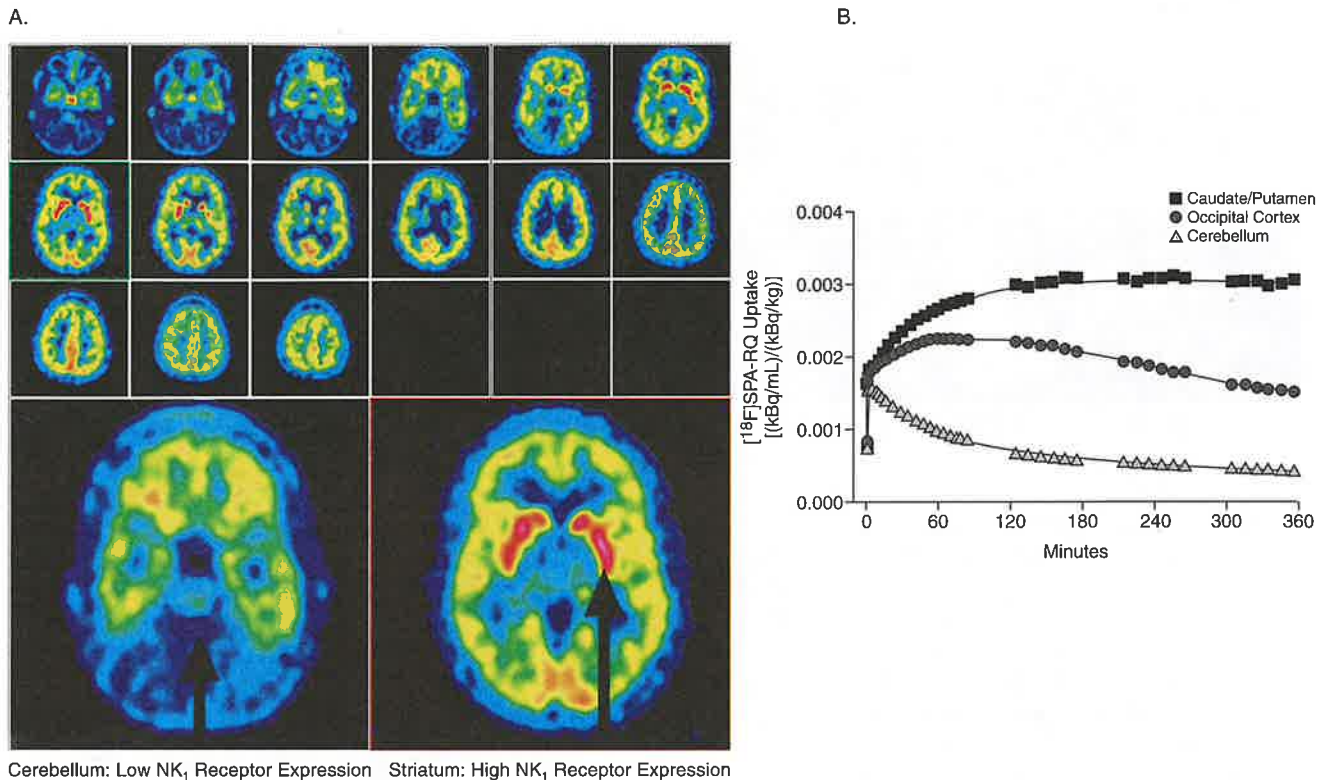 A.
Cerebellum: Low NK₁ Receptor Expression
Striatum: High NK₁ Receptor Expression
B.
Caudate/Putamen
Occipital Cortex
Cerebellum
[¹⁸F]SPA-RQ Uptake
[(kBq/mL)/(kBq/kg)]
0.004
0.003
0.002
0.001
0.000
0 60 120 180 240 300 360
Minutes